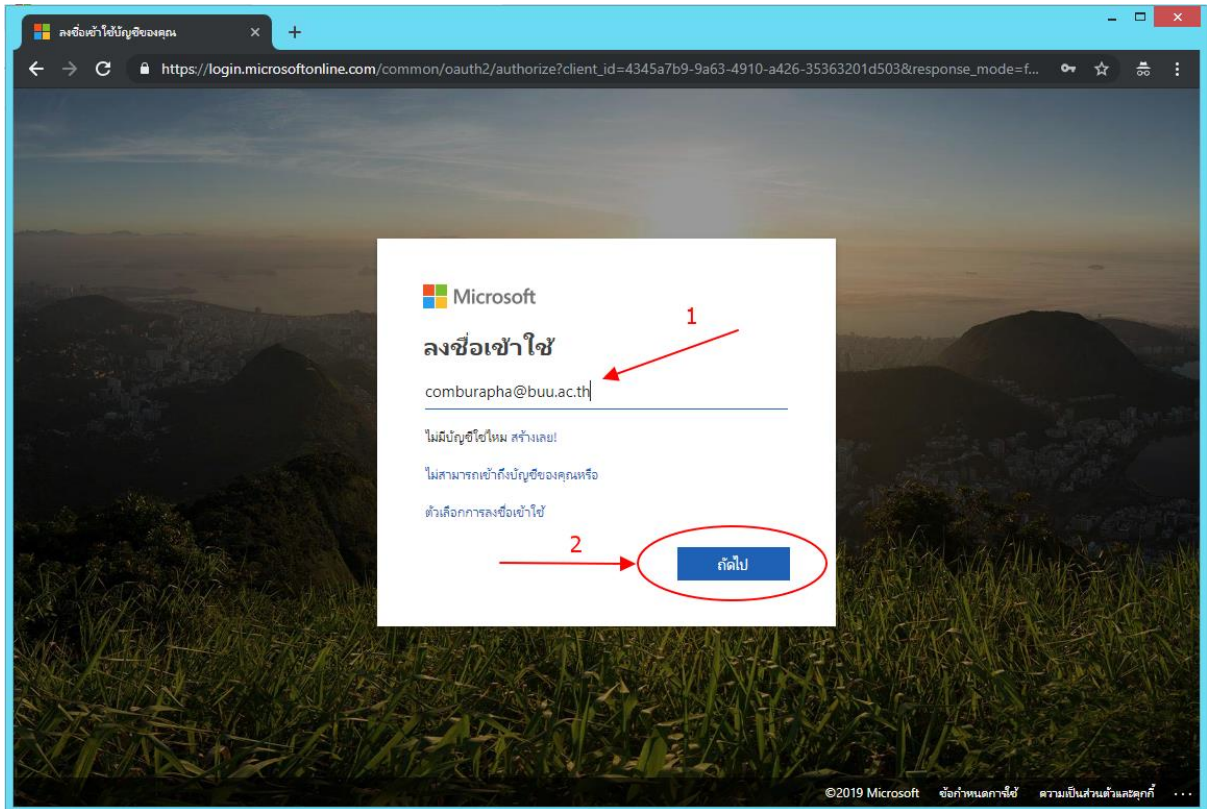 ลงชื่อเข้าใช้บัญชีของคุณ
https://login.microsoftonline.com/common/oauth2/authorize?client_id=4345a7b9-9a63-4910-a426-35363201d503&response_mode=f...
Microsoft
1
ลงชื่อเข้าใช้
comburapha@buu.ac.th
ไม่มีบัญชีใช่ไหม สร้างเลย!
ไม่สามารถเข้าถึงบัญชีของคุณหรือ
ตัวเลือกการลงชื่อเข้าใช้
2
ถัดไป
©2019 Microsoft ข้อกำหนดการใช้ ความเป็นส่วนตัวและคุกกี้ ...